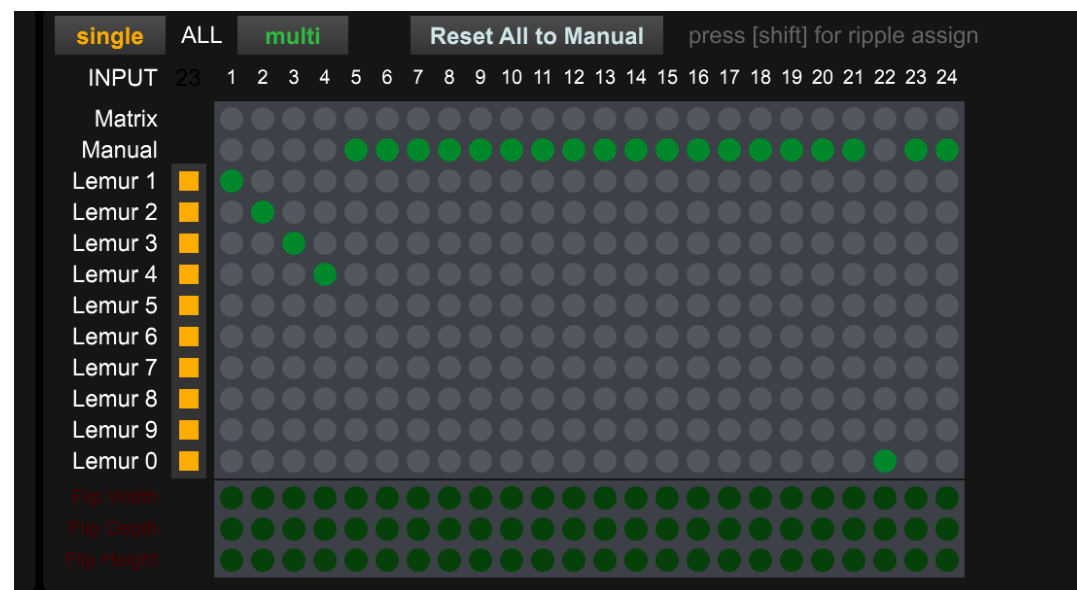 single ALL multi Reset All to Manual press [shift] for ripple assign
INPUT 23 1 2 3 4 5 6 7 8 9 10 11 12 13 14 15 16 17 18 19 20 21 22 23 24
Matrix
Manual
Lemur 1
Lemur 2
Lemur 3
Lemur 4
Lemur 5
Lemur 6
Lemur 7
Lemur 8
Lemur 9
Lemur 0
Flip Width
Flip Depth
Flip Height